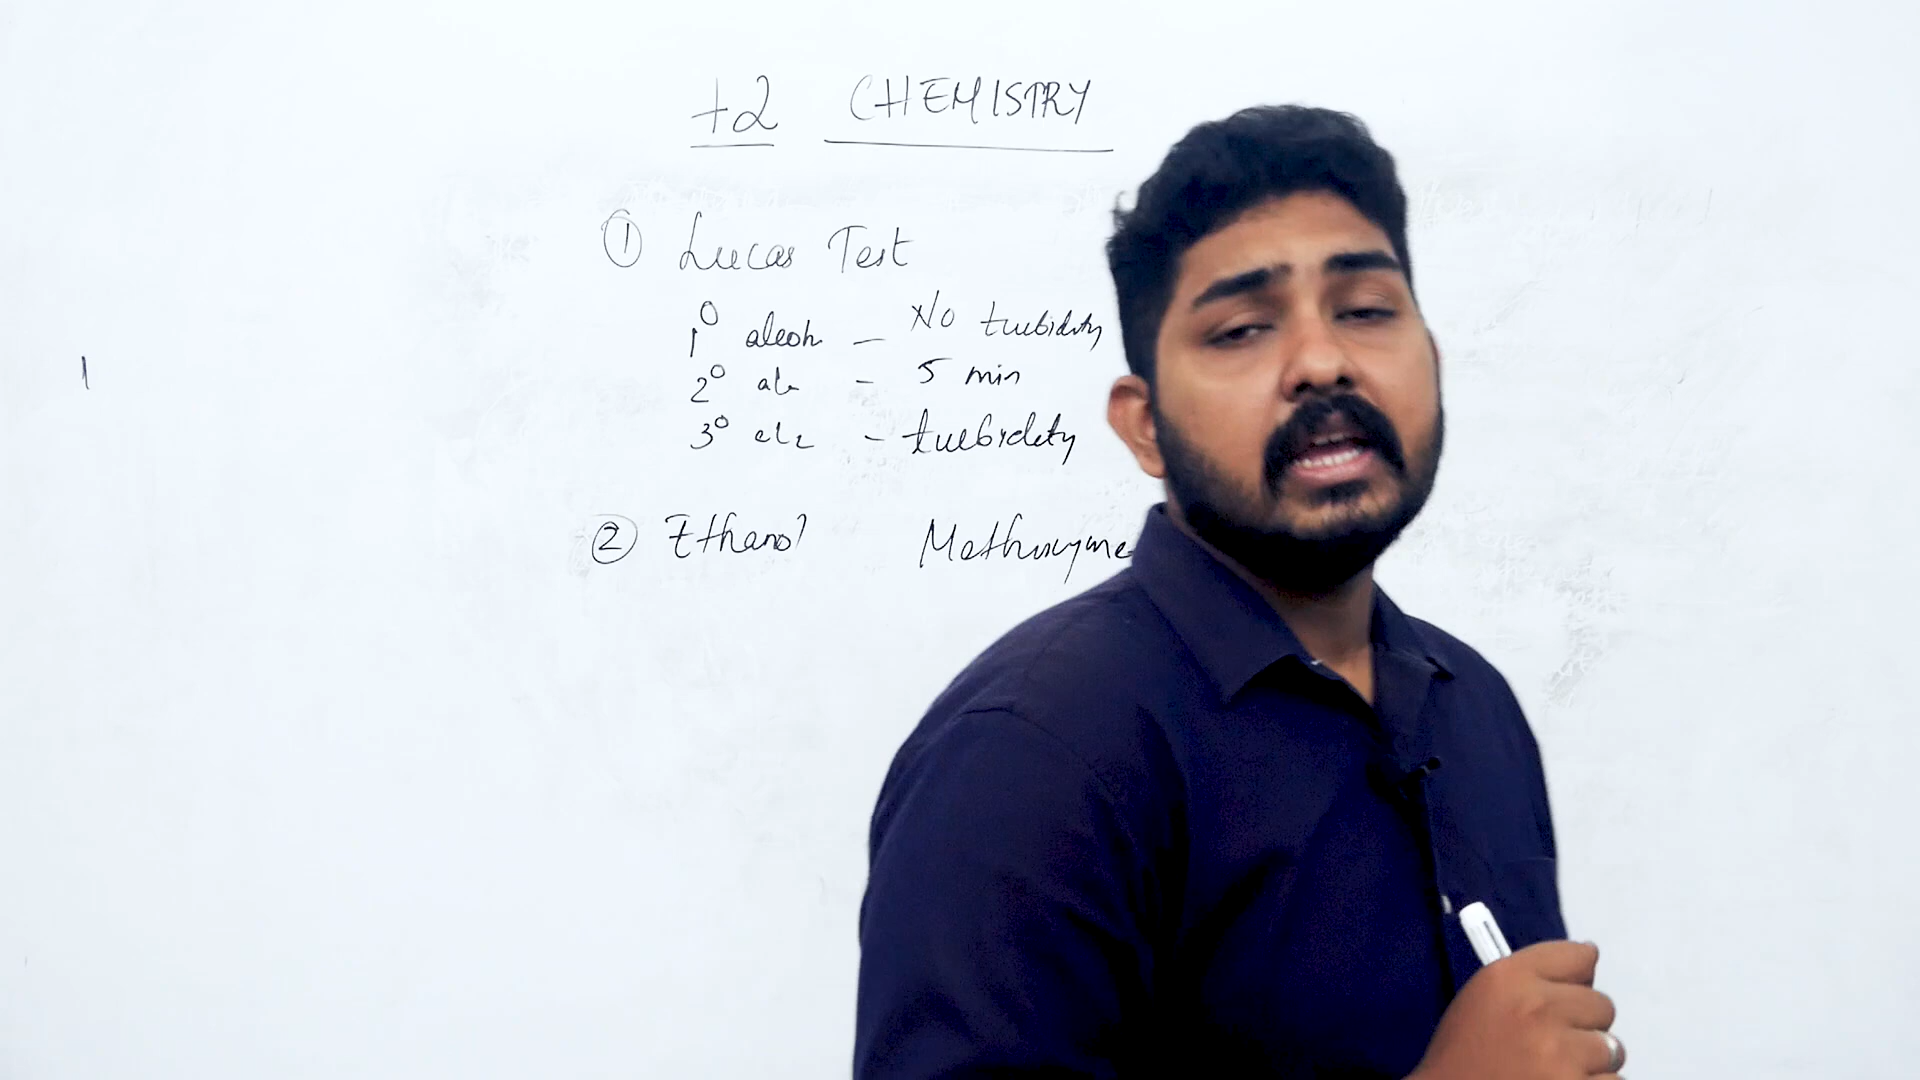 +2 CHEMISTRY
① Lucas Test
1° alcoh - No turbidity
2° alc - 5 min
3° alc - turbidity
② Ethanol Methoxyme